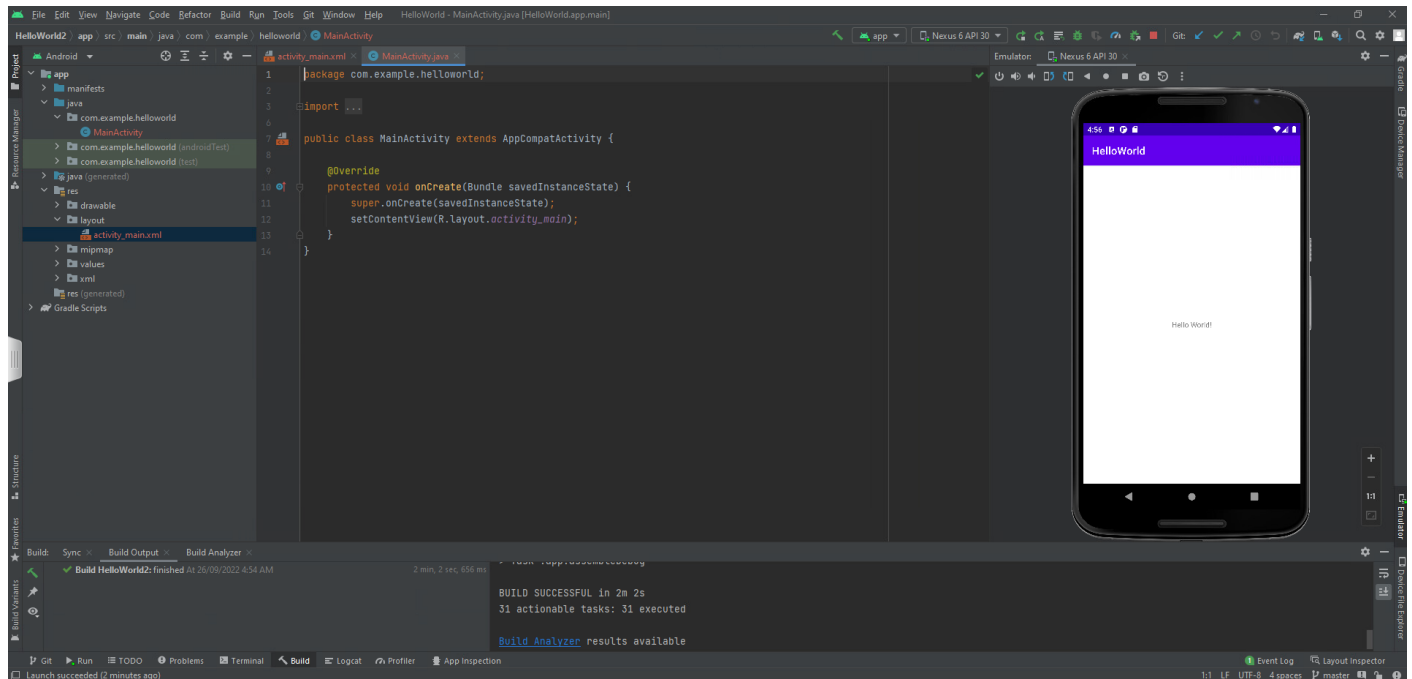 File Edit View Navigate Code Refactor Build Run Tools Git Window Help HelloWorld - MainActivity.java [HelloWorld.app.main]
HelloWorld2 app src main java com example helloworld MainActivity
app Nexus 6 API 30 Git:
Android
activity_main.xml MainActivity.java
Emulator: Nexus 6 API 30
Project
Resource Manager
Structure
Favorites
Build Variants
app
manifests
java
com.example.helloworld
MainActivity
com.example.helloworld (androidTest)
com.example.helloworld (test)
java (generated)
res
drawable
layout
activity_main.xml
mipmap
values
xml
res (generated)
Gradle Scripts
1 package com.example.helloworld;
2
3 import ...
6
7 public class MainActivity extends AppCompatActivity {
8
9 @Override
10 protected void onCreate(Bundle savedInstanceState) {
11 super.onCreate(savedInstanceState);
12 setContentView(R.layout.activity_main);
13 }
14 }
4:56
HelloWorld
Hello World!
1:1
Gradle
Device Manager
Emulator
Device File Explorer
Build: Sync Build Output Build Analyzer
Build HelloWorld2: finished At 26/09/2022 4:54 AM 2 min, 2 sec, 656 ms
> Task :app:assembleDebug
BUILD SUCCESSFUL in 2m 2s
31 actionable tasks: 31 executed
Build Analyzer results available
Git Run TODO Problems Terminal Build Logcat Profiler App Inspection
1 Event Log Layout Inspector
Launch succeeded (2 minutes ago)
1:1 LF UTF-8 4 spaces master